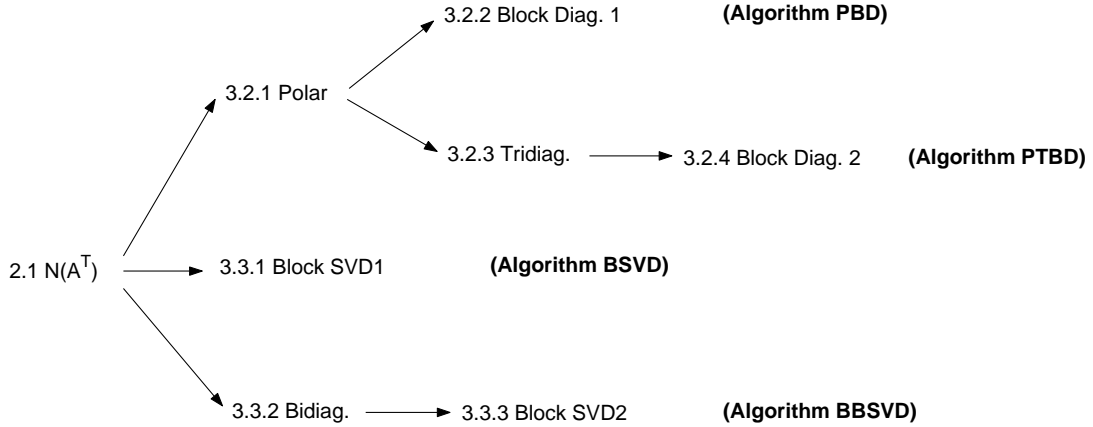 3.2.2 Block Diag. 1 (Algorithm PBD)
3.2.1 Polar
3.2.3 Tridiag. 3.2.4 Block Diag. 2 (Algorithm PTBD)
2.1 N(A^T) 3.3.1 Block SVD1 (Algorithm BSVD)
3.3.2 Bidiag. 3.3.3 Block SVD2 (Algorithm BBSVD)